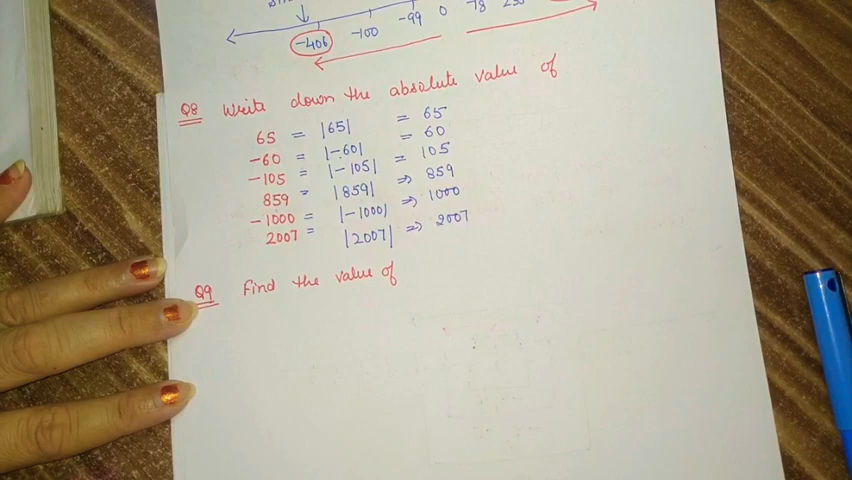 -406 -100 -99 0 -78
Q8 Write down the absolute value of
65 = |65| = 65
-60 = |-60| = 60
-105 = |-105| = 105
859 = |859| => 859
-1000 = |-1000| => 1000
2007 = |2007| => 2007
Q9 Find the value of